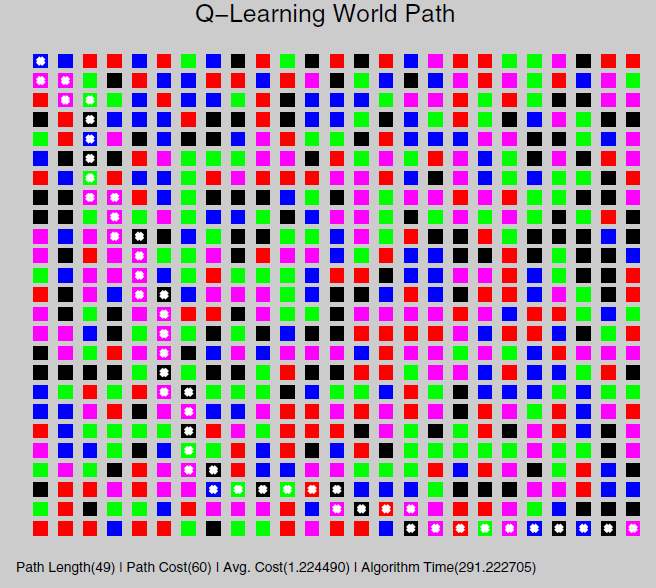 Q−Learning World Path
Path Length(49) | Path Cost(60) | Avg. Cost(1.224490) | Algorithm Time(291.222705)